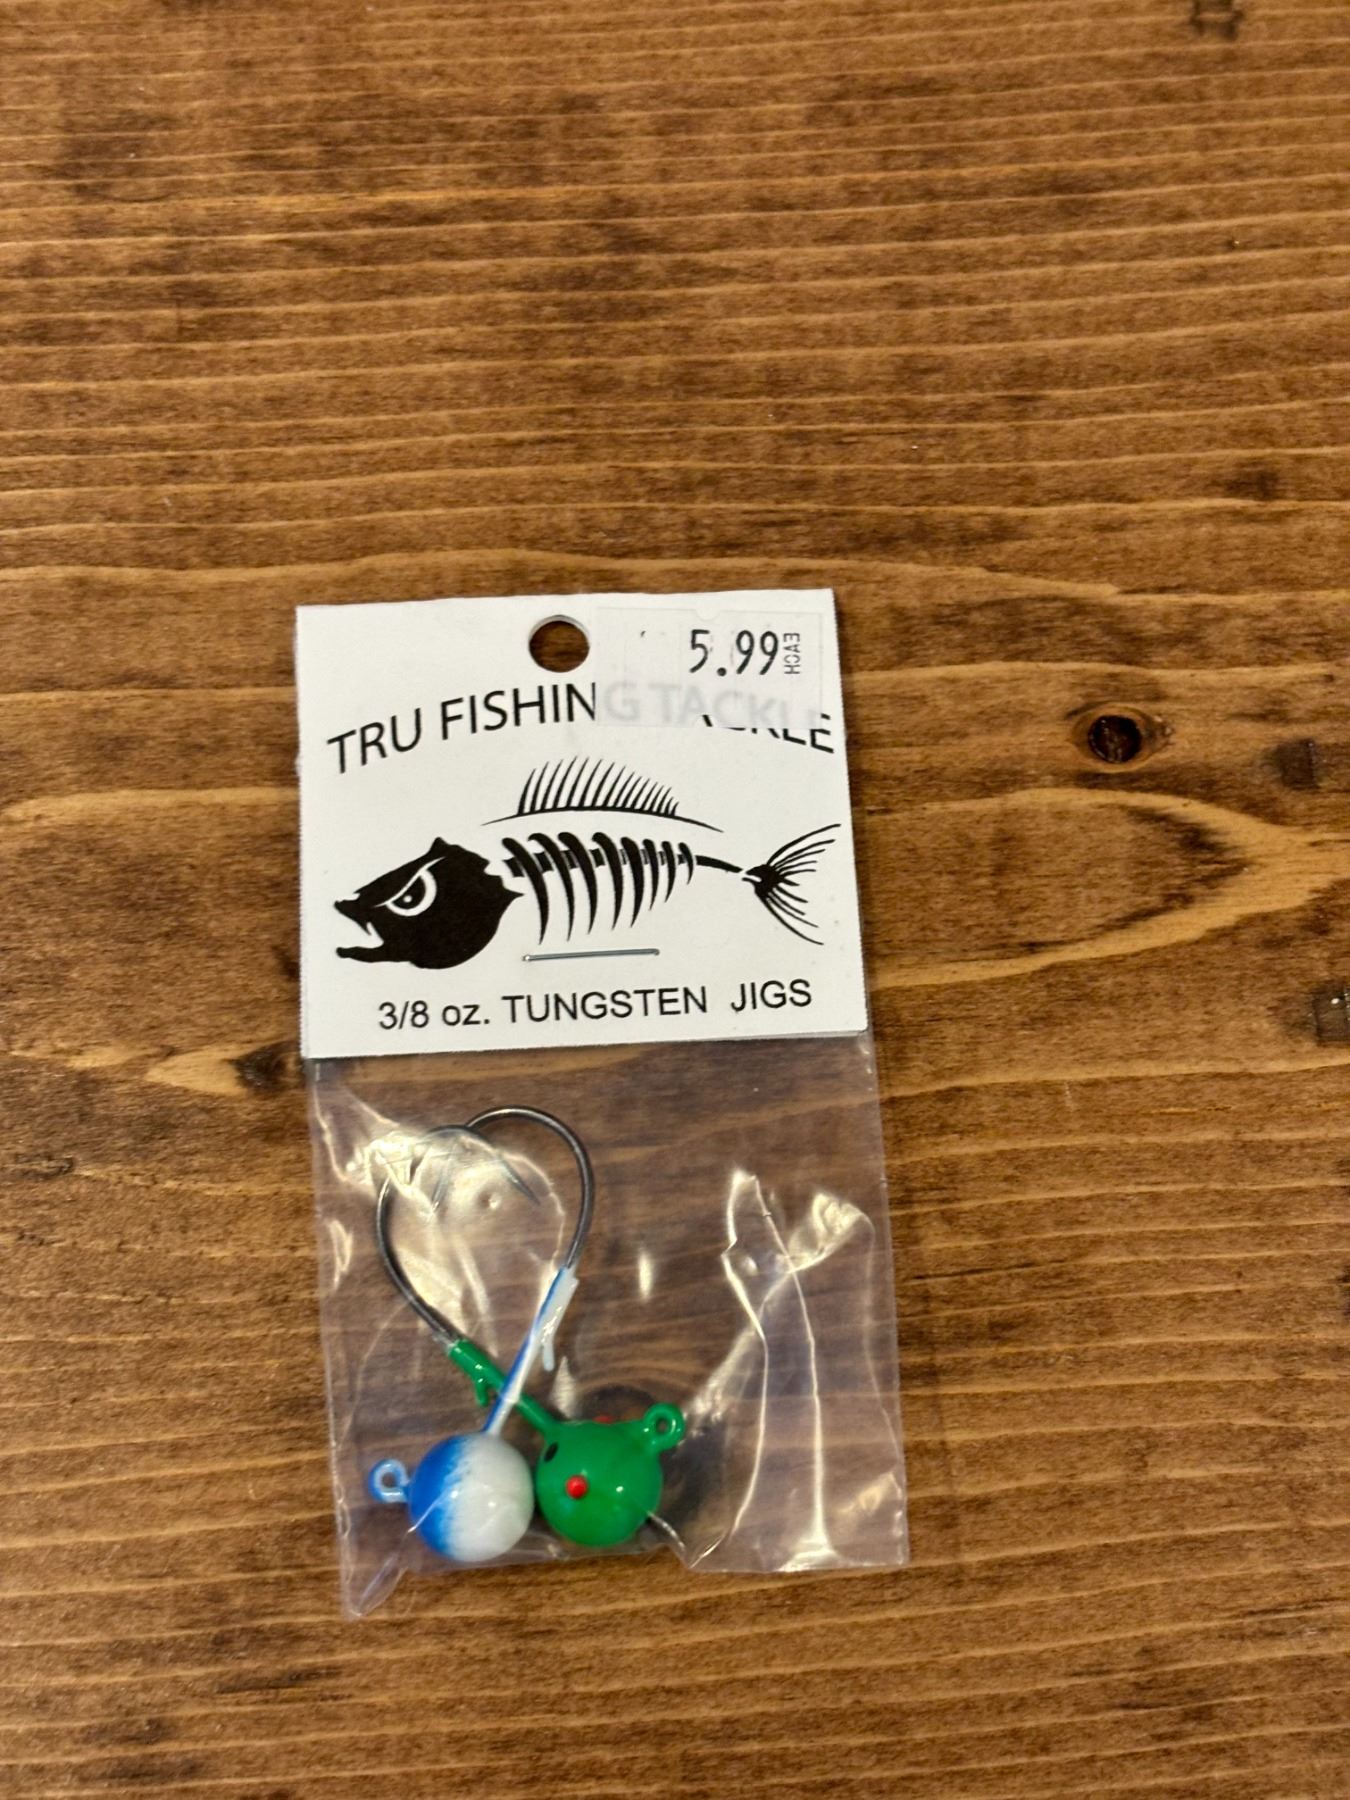 5.99 EACH
TRU FISHING TACKLE
3/8 oz. TUNGSTEN JIGS